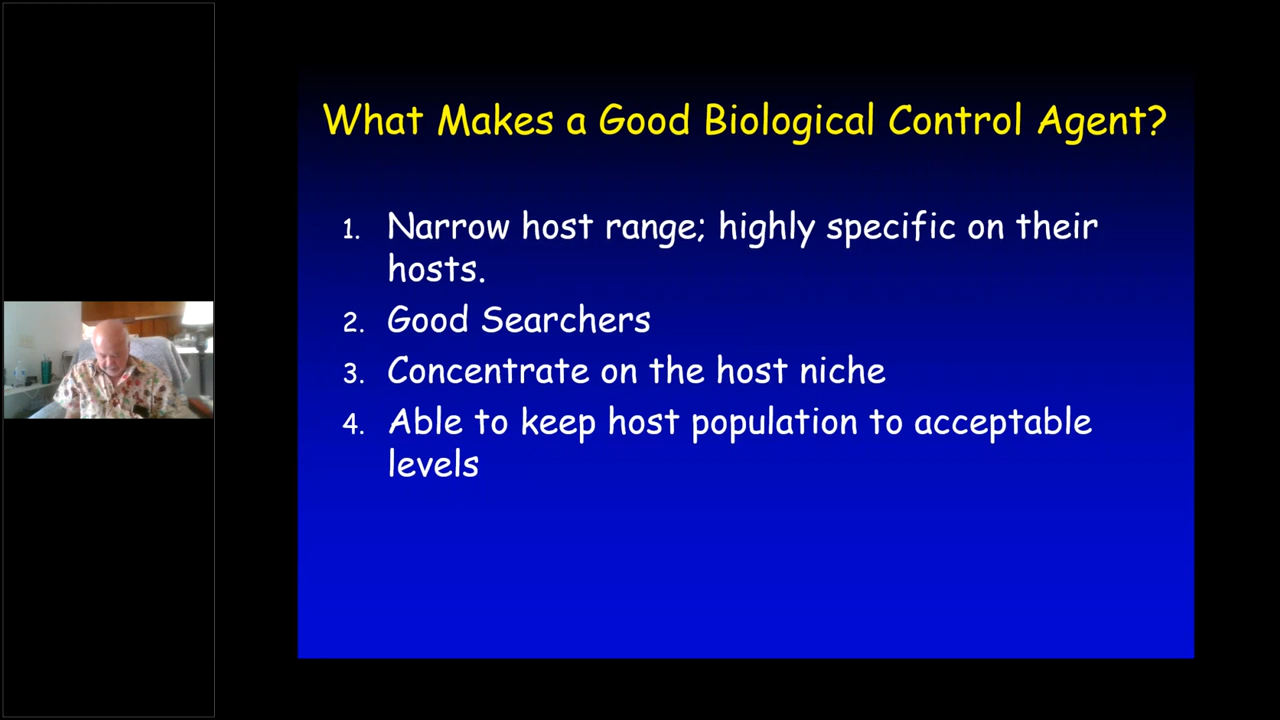 What Makes a Good Biological Control Agent?
1. Narrow host range; highly specific on their
hosts.
2. Good Searchers
3. Concentrate on the host niche
4. Able to keep host population to acceptable
levels